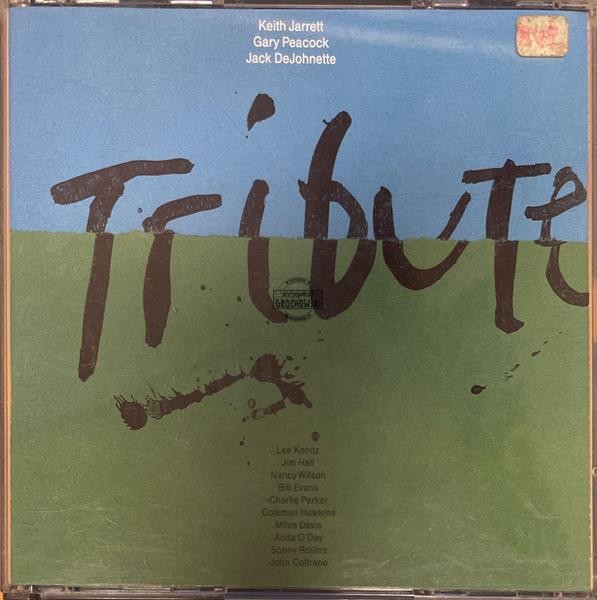 Keith Jarrett
Gary Peacock
Jack DeJohnette
Tribute
GROCHOWSKI
Lee Konitz
Jim Hall
Nancy Wilson
Bill Evans
Charlie Parker
Coleman Hawkins
Miles Davis
Anita O'Day
Sonny Rollins
John Coltrane